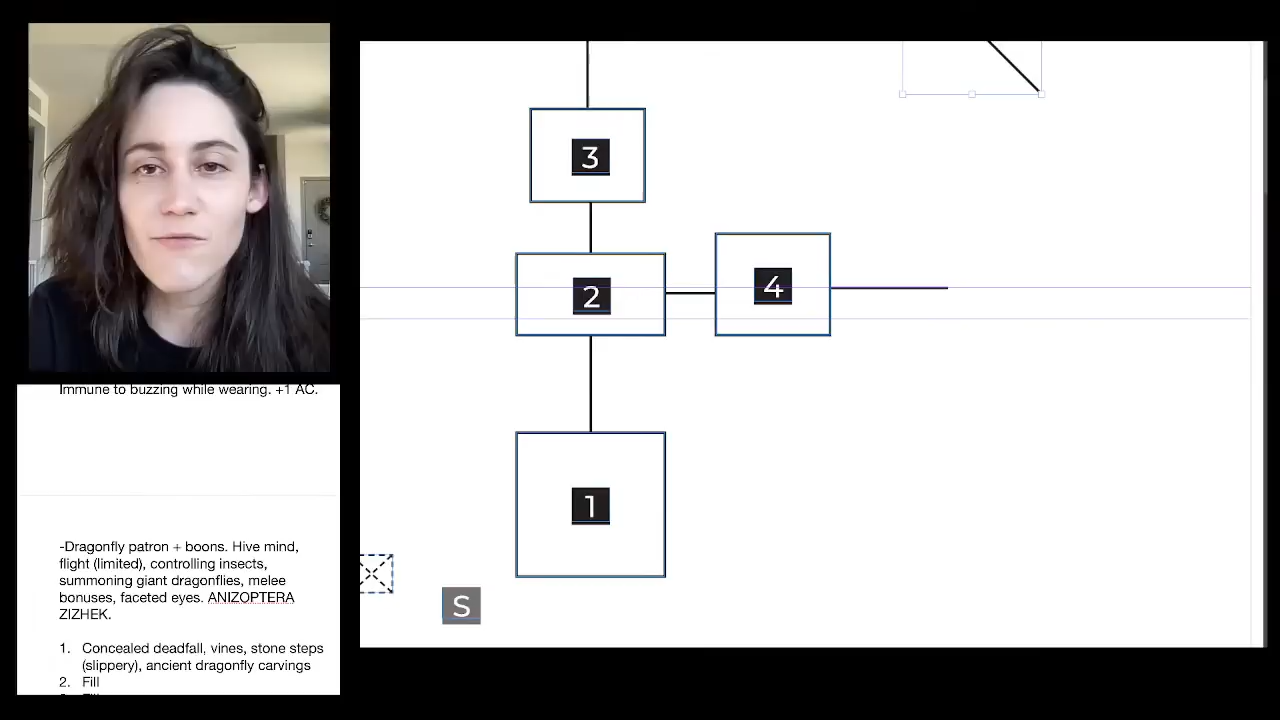 Immune to buzzing while wearing. +1 AC.
-Dragonfly patron + boons. Hive mind,
flight (limited), controlling insects,
summoning giant dragonflies, melee
bonuses, faceted eyes. ANIZOPTERA
ZIZHEK.
1. Concealed deadfall, vines, stone steps
(slippery), ancient dragonfly carvings
2. Fill
3
2
4
1
S